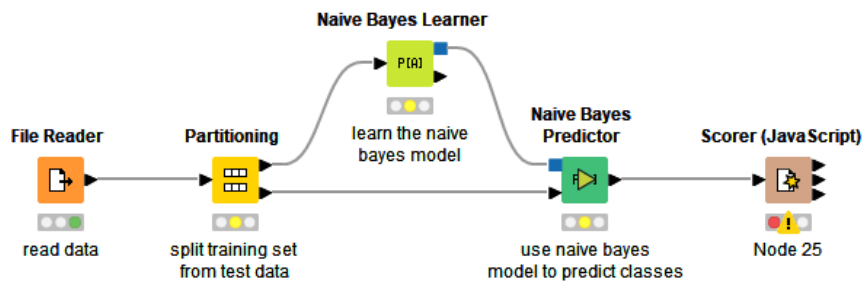 Naive Bayes Learner
P[A]
learn the naive
bayes model
File Reader
read data
Partitioning
split training set
from test data
Naive Bayes
Predictor
use naive bayes
model to predict classes
Scorer (JavaScript)
Node 25